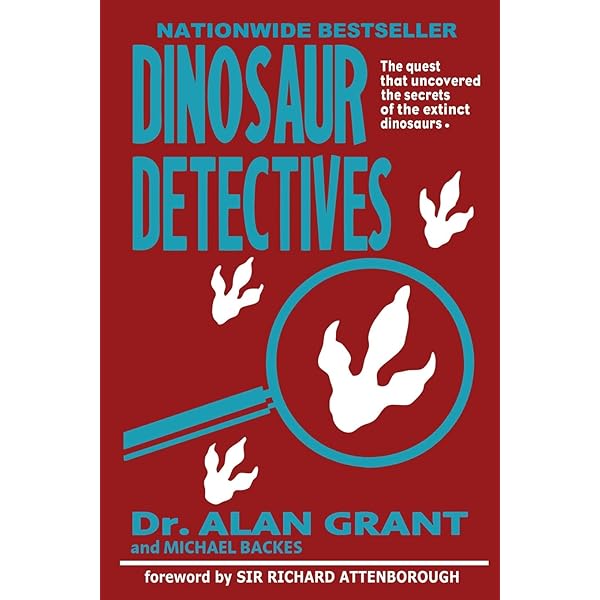 NATIONWIDE BESTSELLER
DINOSAUR
DETECTIVES
The quest
that uncovered
the secrets
of the extinct
dinosaurs.
Dr. ALAN GRANT
and MICHAEL BACKES
foreword by SIR RICHARD ATTENBOROUGH